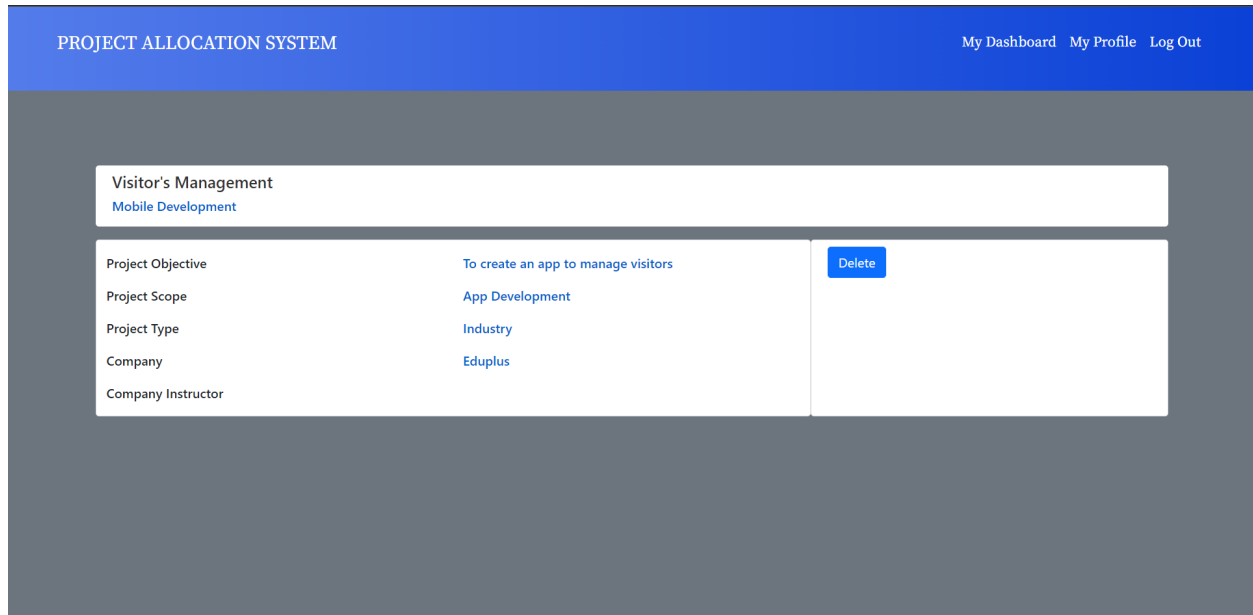 PROJECT ALLOCATION SYSTEM
My Dashboard My Profile Log Out
Visitor's Management
Mobile Development
Project Objective To create an app to manage visitors
Project Scope App Development
Project Type Industry
Company Eduplus
Company Instructor
Delete